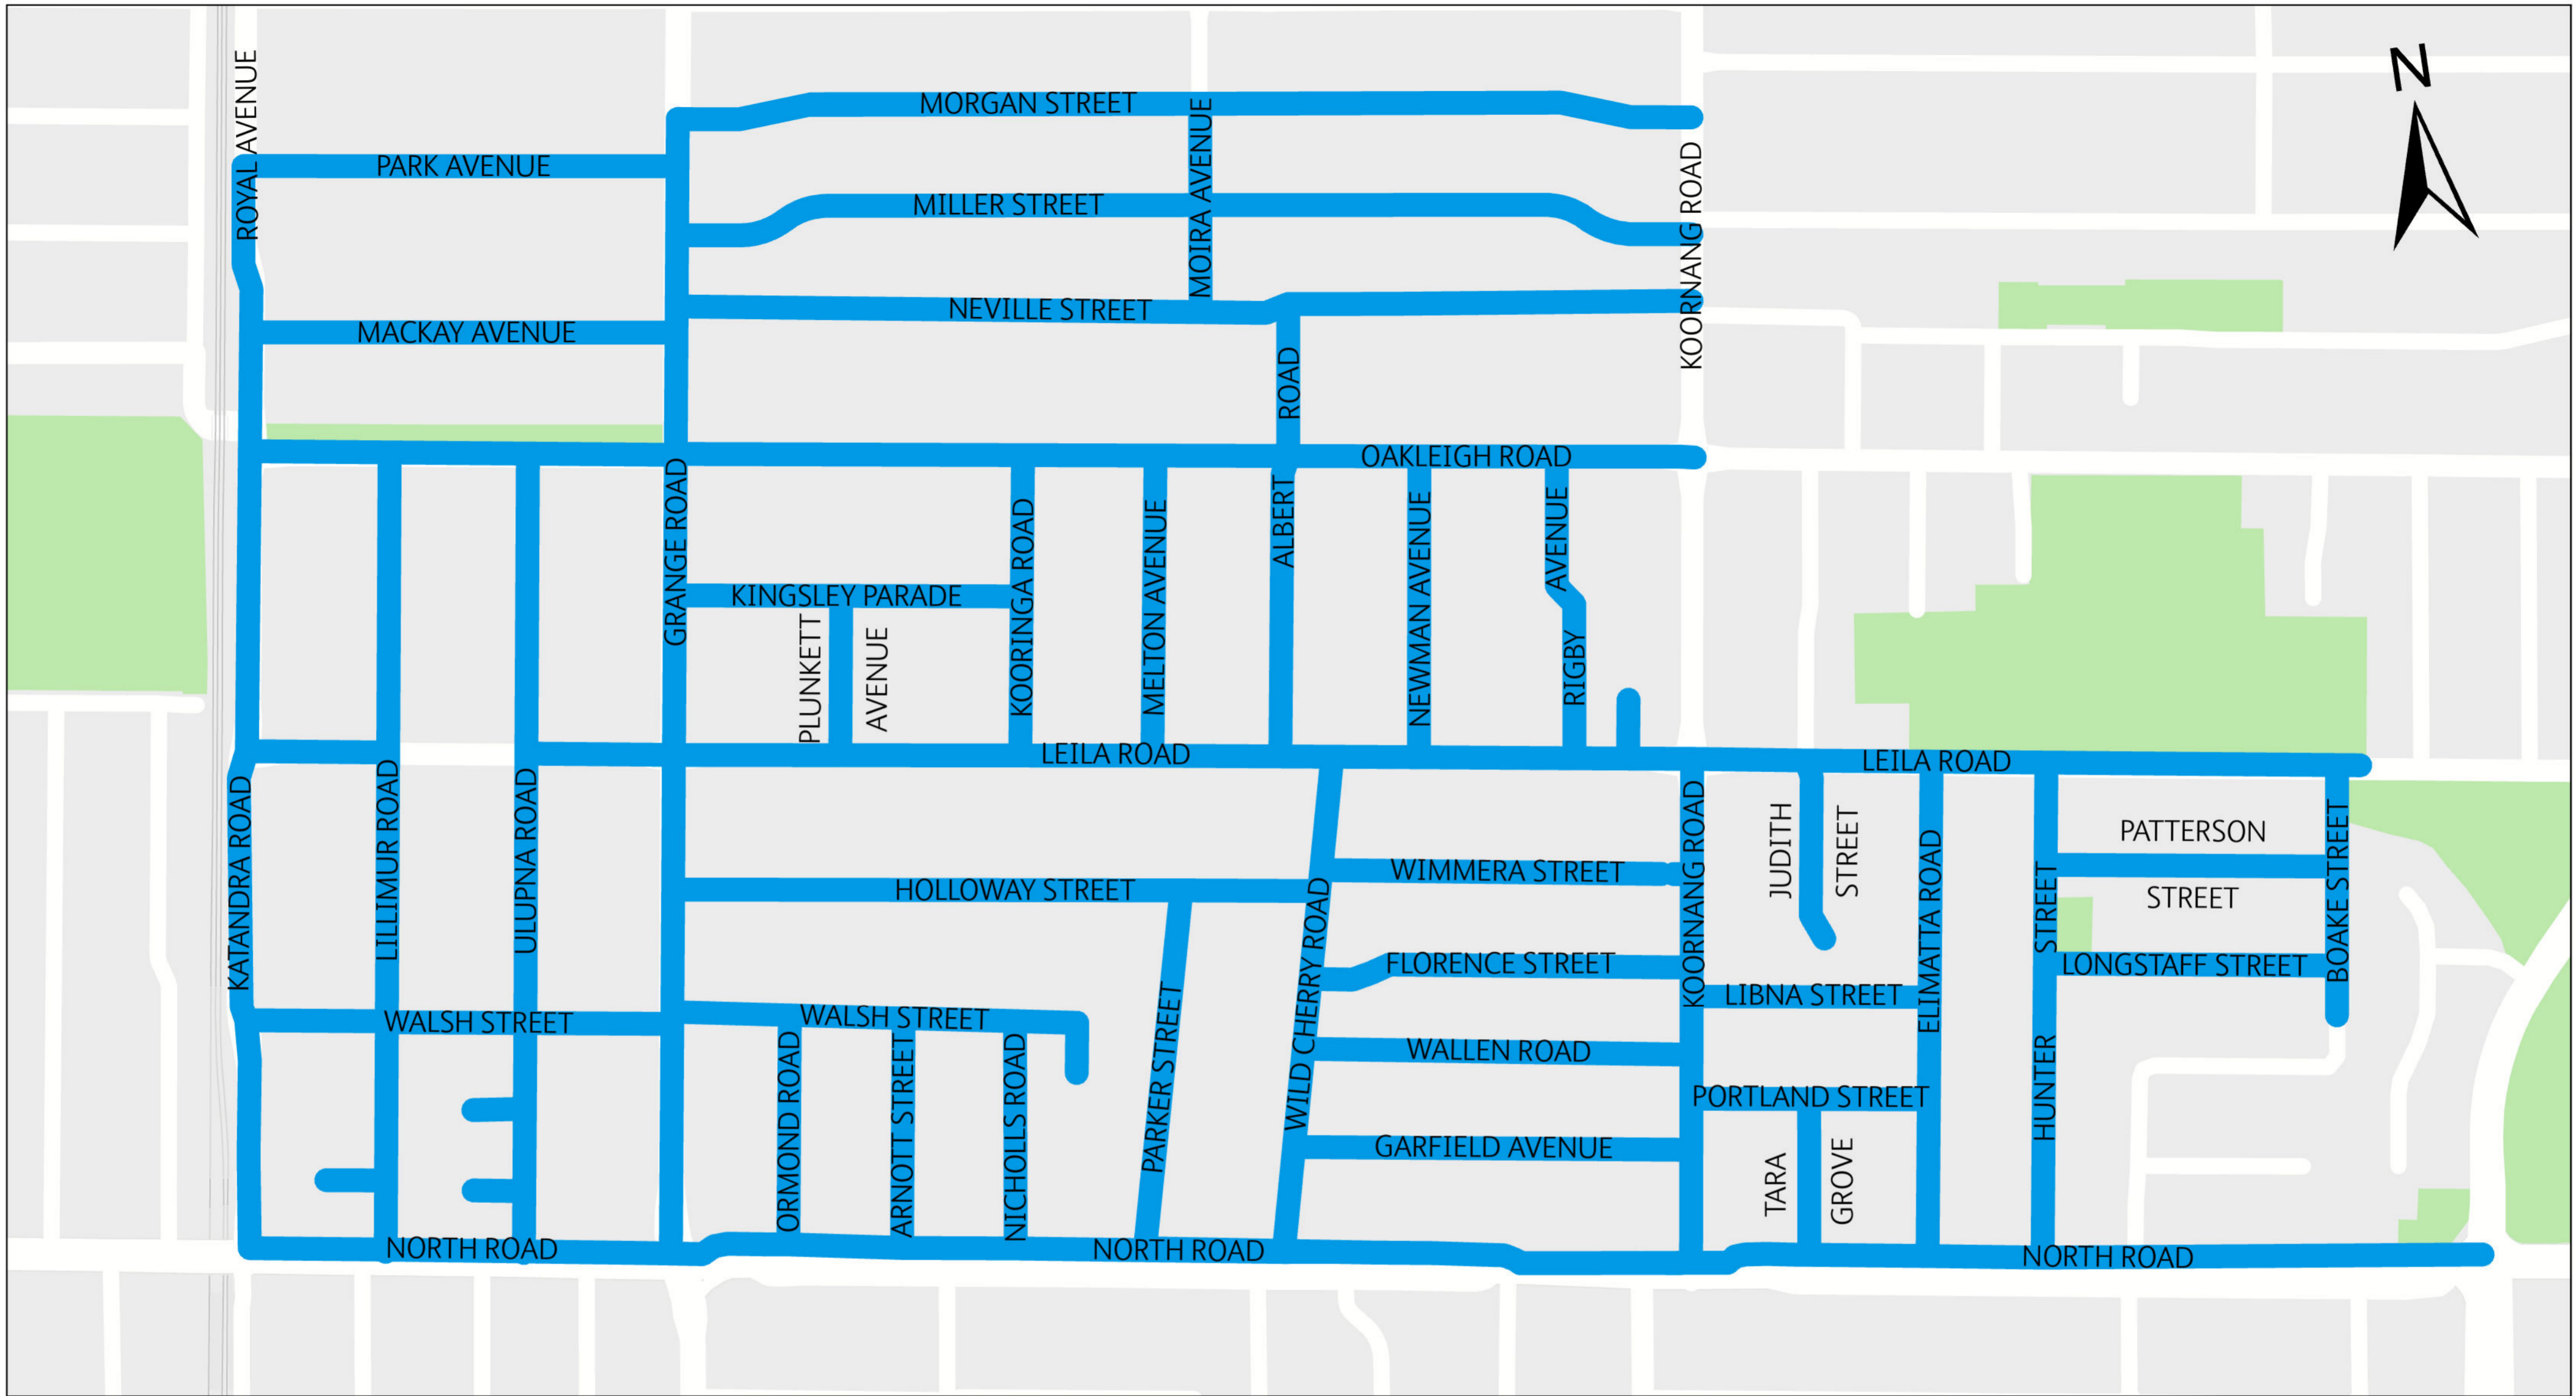 N
ROYAL AVENUE
MORGAN STREET
PARK AVENUE
MOIRA AVENUE
MILLER STREET
KOORNANG ROAD
NEVILLE STREET
MACKAY AVENUE
ROAD
ALBERT
OAKLEIGH ROAD
GRANGE ROAD
KINGSLEY PARADE
PLUNKETT
AVENUE
KOORINGA ROAD
MELTON AVENUE
NEWMAN AVENUE
AVENUE
RIGBY
LEILA ROAD
LEILA ROAD
KATANDRA ROAD
LILLIMUR ROAD
ULUPNA ROAD
HOLLOWAY STREET
WILD CHERRY ROAD
WIMMERA STREET
KOORNANG ROAD
JUDITH
STREET
ELIMATTA ROAD
STREET
HUNTER
PATTERSON
STREET
BOAKE STREET
FLORENCE STREET
LONGSTAFF STREET
LIBNA STREET
WALSH STREET
WALSH STREET
ORMOND ROAD
ARNOTT STREET
NICHOLLS ROAD
PARKER STREET
WALLEN ROAD
PORTLAND STREET
GARFIELD AVENUE
TARA
GROVE
NORTH ROAD
NORTH ROAD
NORTH ROAD